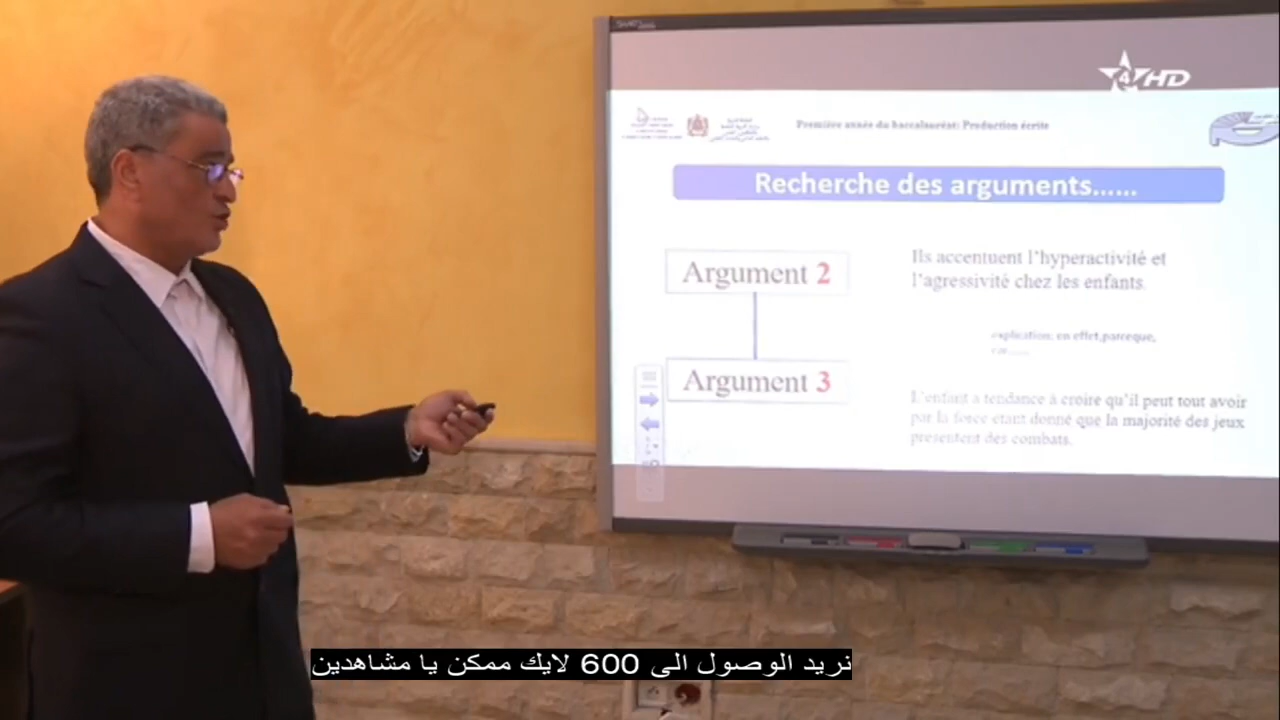 4 HD
Première année du baccalauréat: Production écrite
Recherche des arguments......
Argument 2
Ils accentuent l'hyperactivité et
l'agressivité chez les enfants.
explication, en effet,parceque,
Argument 3
L'enfant a tendance à croire qu'il peut tout avoir
par la force étant donné que la majorité des jeux
présentent des combats.
نريد الوصول الى 600 لايك ممكن يا مشاهدين